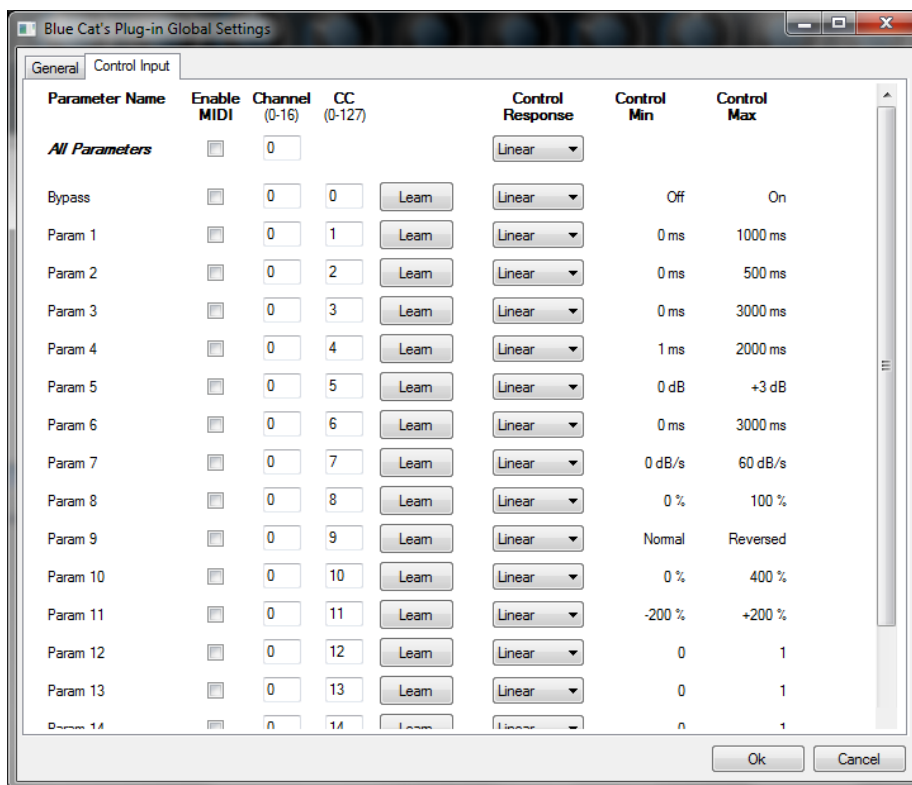 Blue Cat's Plug-in Global Settings
General Control Input
Parameter Name Enable MIDI Channel (0-16) CC (0-127) Control Response Control Min Control Max
All Parameters 0 Linear
Bypass 0 0 Learn Linear Off On
Param 1 0 1 Learn Linear 0 ms 1000 ms
Param 2 0 2 Learn Linear 0 ms 500 ms
Param 3 0 3 Learn Linear 0 ms 3000 ms
Param 4 0 4 Learn Linear 1 ms 2000 ms
Param 5 0 5 Learn Linear 0 dB +3 dB
Param 6 0 6 Learn Linear 0 ms 3000 ms
Param 7 0 7 Learn Linear 0 dB/s 60 dB/s
Param 8 0 8 Learn Linear 0 % 100 %
Param 9 0 9 Learn Linear Normal Reversed
Param 10 0 10 Learn Linear 0 % 400 %
Param 11 0 11 Learn Linear -200 % +200 %
Param 12 0 12 Learn Linear 0 1
Param 13 0 13 Learn Linear 0 1
Param 14 0 14 Learn Linear 0 1
Ok Cancel